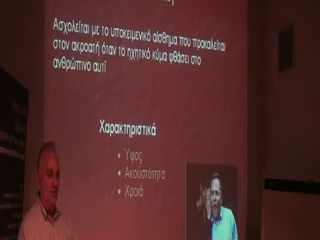 Ασχολείται με το υποκειμενικό αίσθημα που προκαλείται
στον ακροατή όταν το ηχητικό κύμα φθάσει στο
ανθρώπινο αυτί
Χαρακτηριστικά
• Ύψος
• Ακουστότητα
• Χροιά